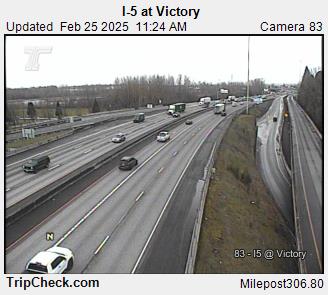 I-5 at Victory
Updated  Feb 25 2025  11:24 AM
Camera 83
T
N
83 - I5 @ Victory
TripCheck.com
Milepost306.80